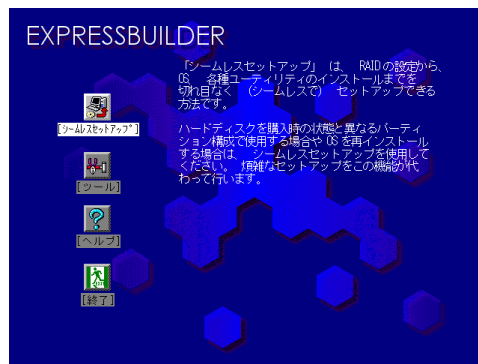 EXPRESSBUILDER
「シームレスセットアップ」 は、 RAIDの設定から、
OS、 各種ユーティリティのインストールまでを
切れ目なく （シームレスで） セットアップできる
方法です。
ハードディスクを購入時の状態と異なるパーティ
ション構成で使用する場合や OSを再インストール
する場合は、 シームレスセットアップを使用して
ください。 煩雑なセットアップをこの機能が代
わって行います。
[シームレスセットアップ]
[ツール]
[ヘルプ]
[終了]